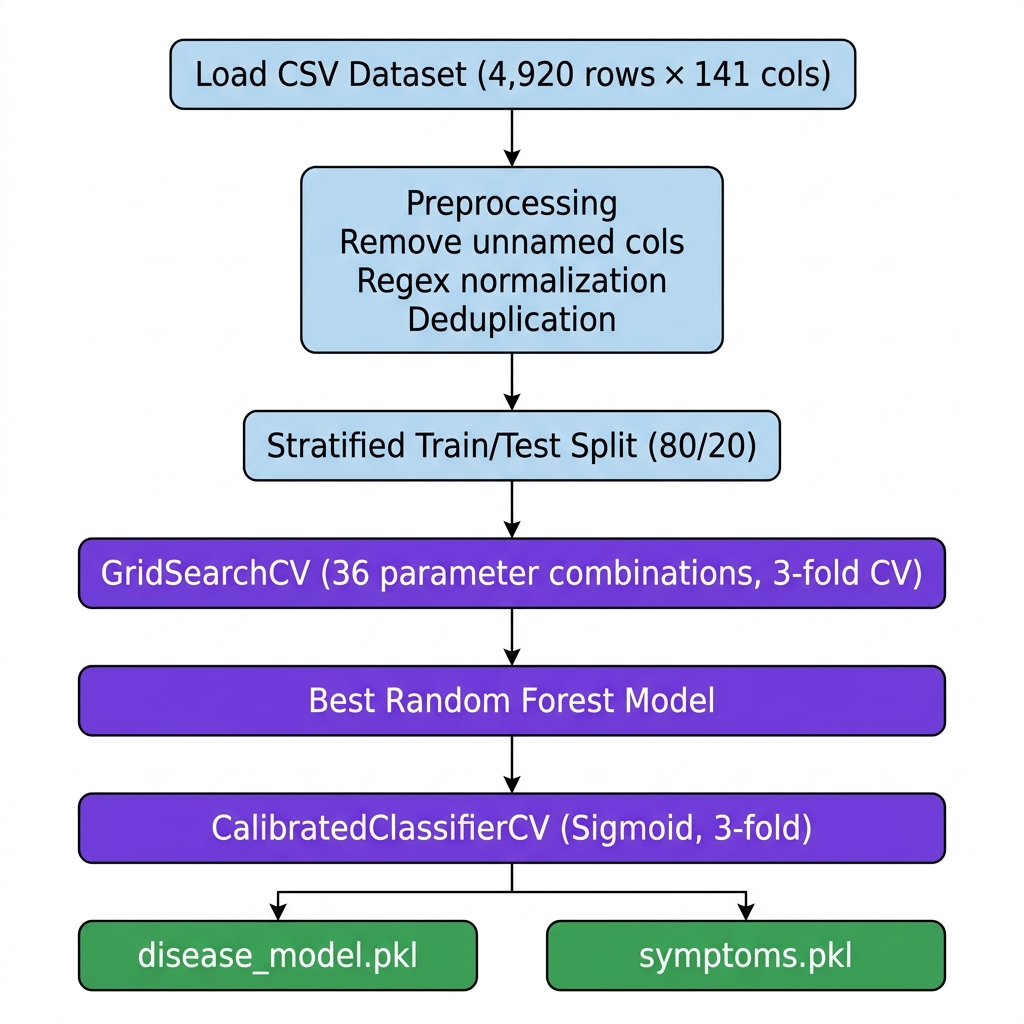 Load CSV Dataset (4,920 rows × 141 cols)
Preprocessing
Remove unnamed cols
Regex normalization
Deduplication
Stratified Train/Test Split (80/20)
GridSearchCV (36 parameter combinations, 3-fold CV)
Best Random Forest Model
CalibratedClassifierCV (Sigmoid, 3-fold)
disease_model.pkl
symptoms.pkl